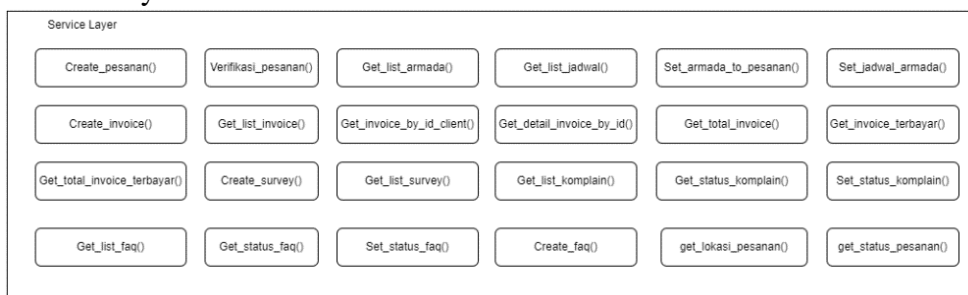 Service Layer
Create_pesanan() Verifikasi_pesanan() Get_list_armada() Get_list_jadwal() Set_armada_to_pesanan() Set_jadwal_armada()
Create_invoice() Get_list_invoice() Get_invoice_by_id_client() Get_detail_invoice_by_id() Get_total_invoice() Get_invoice_terbayar()
Get_total_invoice_terbayar() Create_survey() Get_list_survey() Get_list_komplain() Get_status_komplain() Set_status_komplain()
Get_list_faq() Get_status_faq() Set_status_faq() Create_faq() get_lokasi_pesanan() get_status_pesanan()